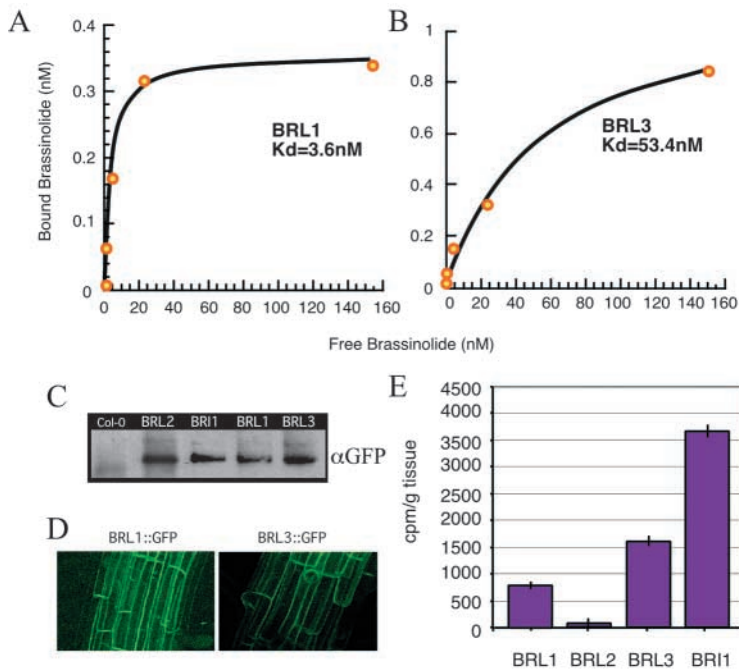 A
B
0.4
0.3
0.2
0.1
0
Bound Brassinolide (nM)
BRL1
Kd=3.6nM
0 20 40 60 80 100 120 140 160
1
0.8
0.6
0.4
0.2
0
BRL3
Kd=53.4nM
0 20 40 60 80 100 120 140 160
Free Brassinolide (nM)
C
Col-0 BRL2 BRI1 BRL1 BRL3
αGFP
D
BRL1::GFP BRL3::GFP
E
4500
4000
3500
3000
2500
2000
1500
1000
500
0
cpm/g tissue
BRL1 BRL2 BRL3 BRI1